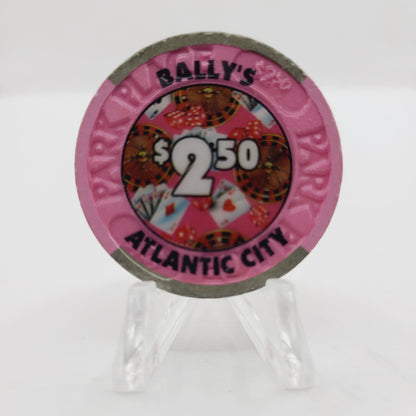 BALLY'S
PARK PLACE
$2.50
PARK
$2.50
ATLANTIC CITY